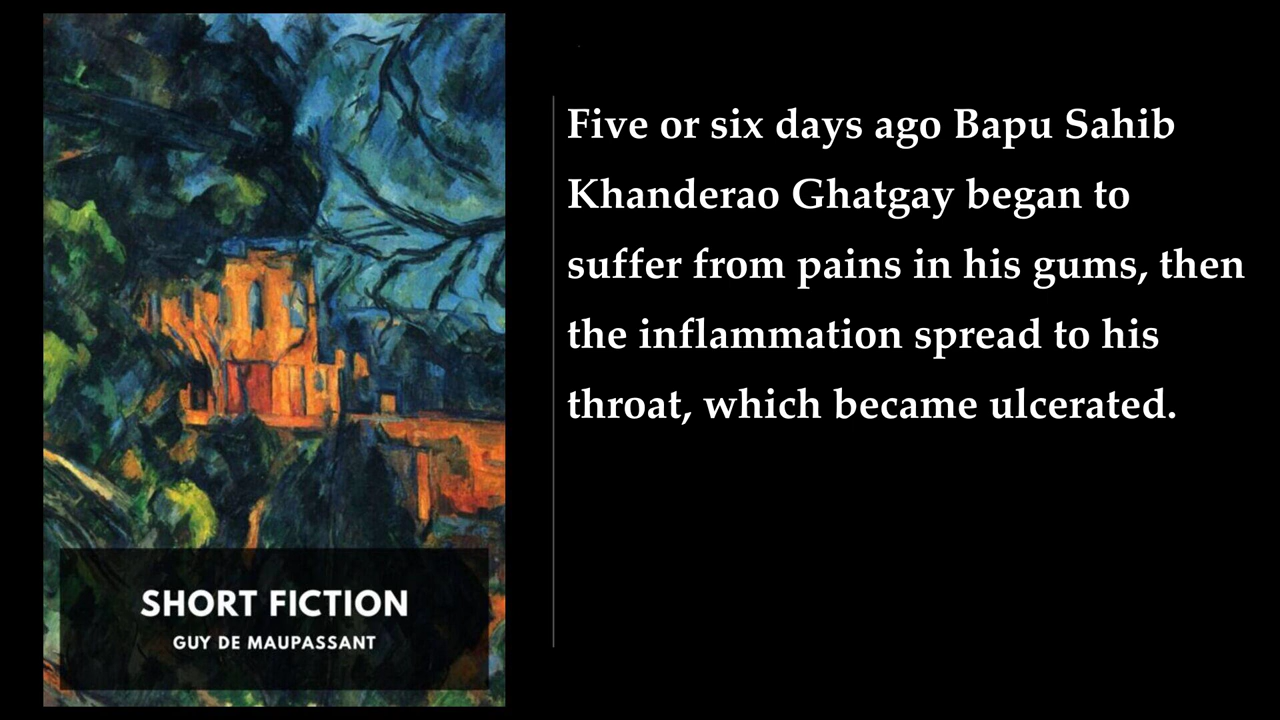 Five or six days ago Bapu Sahib
Khanderao Ghatgay began to
suffer from pains in his gums, then
the inflammation spread to his
throat, which became ulcerated.
SHORT FICTION
GUY DE MAUPASSANT